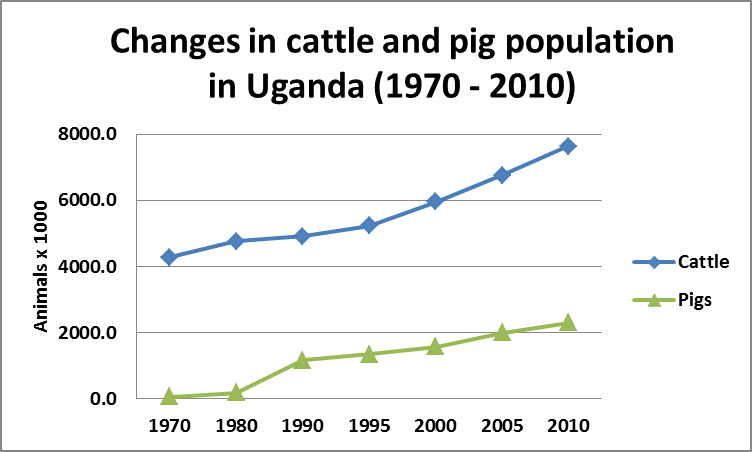 Changes in cattle and pig population
in Uganda (1970 - 2010)
8000.0
6000.0
4000.0
2000.0
0.0
Animals x 1000
1970 1980 1990 1995 2000 2005 2010
Cattle
Pigs